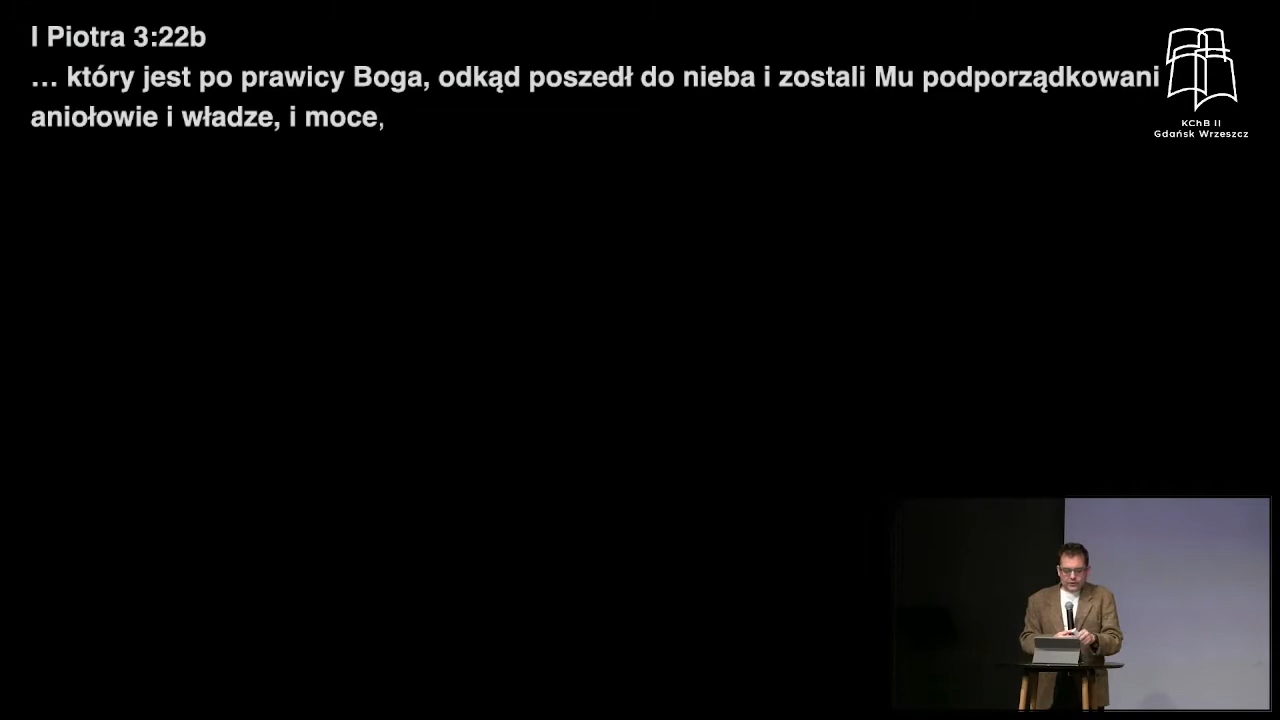 I Piotra 3:22b
… który jest po prawicy Boga, odkąd poszedł do nieba i zostali Mu podporządkowani
aniołowie i władze, i moce,
KChB II
Gdańsk Wrzeszcz